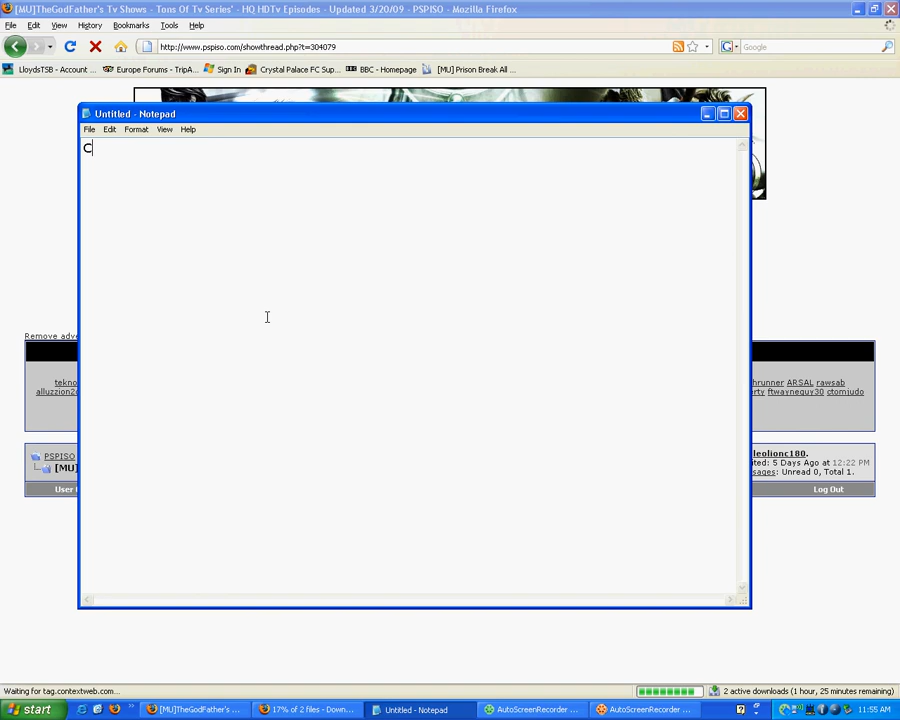 [MU]TheGodFather's Tv Shows - Tons Of Tv Series' - HQ HDTv Episodes - Updated 3/20/09 - PSPISO - Mozilla Firefox
File Edit View History Bookmarks Tools Help
http://www.pspiso.com/showthread.php?t=304079
Google
LloydsTSB - Account ... Europe Forums - TripA... Sign In Crystal Palace FC Sup... BBC - Homepage [MU] Prison Break All ...
Untitled - Notepad
File Edit Format View Help
C
Remove adve
tekno
hrunner ARSAL rawsab
alluzzion2
erty ftwayneguy30 ctomjudo
PSPISO
leolionc180.
[MU]
ited: 5 Days Ago at 12:22 PM
sages: Unread 0, Total 1.
User
Log Out
Waiting for tag.contextweb.com...
2 active downloads (1 hour, 25 minutes remaining)
start
[MU]TheGodFather's ...
17% of 2 files - Down...
Untitled - Notepad
AutoScreenRecorder ...
AutoScreenRecorder ...
11:55 AM